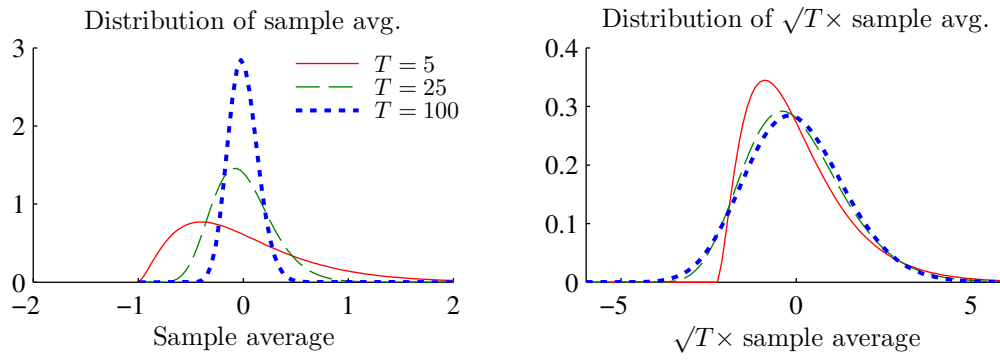 Distribution of sample avg.
3
2
1
0
−2
−1
0
1
2
Sample average
T = 5
T = 25
T = 100
Distribution of √T× sample avg.
0.4
0.3
0.2
0.1
0
−5
0
5
√T× sample average